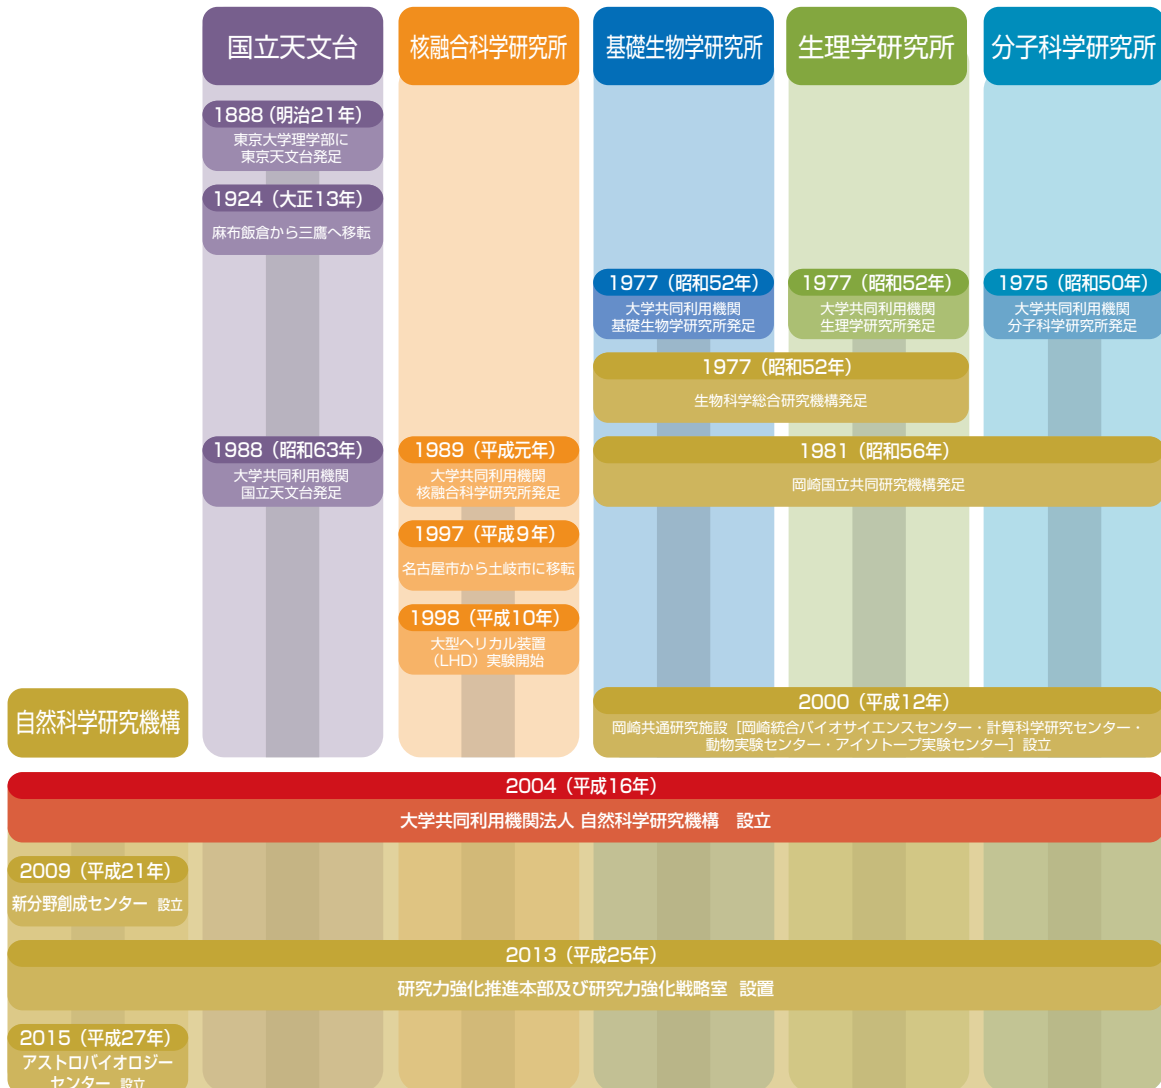 国立天文台
核融合科学研究所
基礎生物学研究所
生理学研究所
分子科学研究所
1888（明治21年）
東京大学理学部に
東京天文台発足
1924（大正13年）
麻布飯倉から三鷹へ移転
1977（昭和52年）
大学共同利用機関
基礎生物学研究所発足
1977（昭和52年）
大学共同利用機関
生理学研究所発足
1975（昭和50年）
大学共同利用機関
分子科学研究所発足
1977（昭和52年）
生物科学総合研究機構発足
1988（昭和63年）
大学共同利用機関
国立天文台発足
1989（平成元年）
大学共同利用機関
核融合科学研究所発足
1981（昭和56年）
岡崎国立共同研究機構発足
1997（平成9年）
名古屋市から土岐市に移転
1998（平成10年）
大型ヘリカル装置
（LHD）実験開始
自然科学研究機構
2000（平成12年）
岡崎共通研究施設［岡崎統合バイオサイエンスセンター・計算科学研究センター・
動物実験センター・アイソトープ実験センター］設立
2004（平成16年）
大学共同利用機関法人 自然科学研究機構　設立
2009（平成21年）
新分野創成センター 設立
2013（平成25年）
研究力強化推進本部及び研究力強化戦略室 設置
2015（平成27年）
アストロバイオロジー
センター 設立